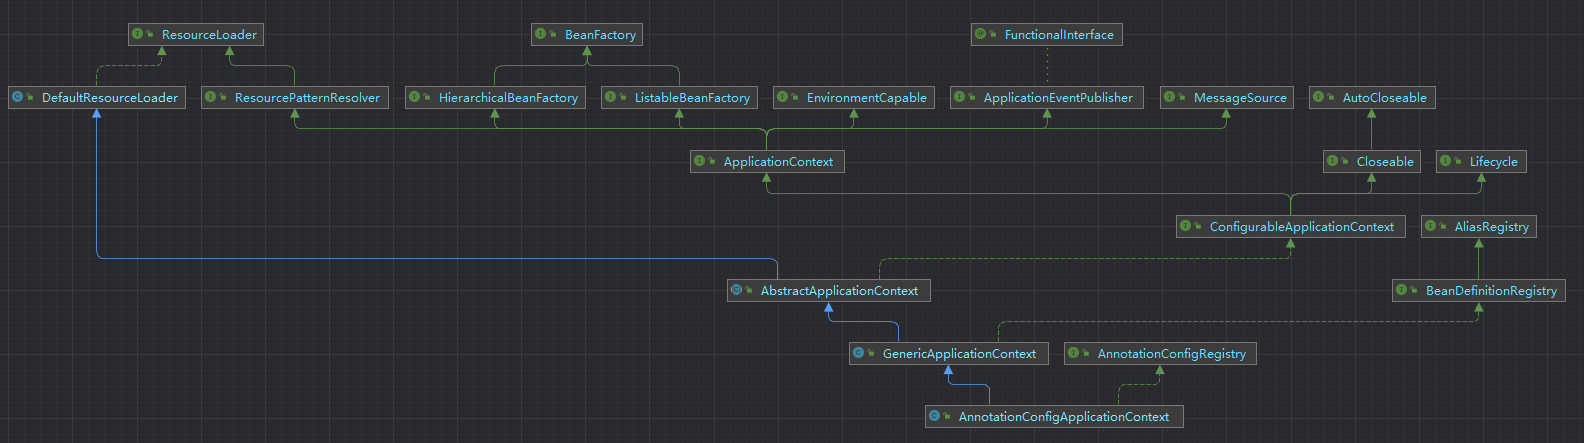 ResourceLoader
BeanFactory
FunctionalInterface
DefaultResourceLoader
ResourcePatternResolver
HierarchicalBeanFactory
ListableBeanFactory
EnvironmentCapable
ApplicationEventPublisher
MessageSource
AutoCloseable
ApplicationContext
Closeable
Lifecycle
ConfigurableApplicationContext
AliasRegistry
AbstractApplicationContext
BeanDefinitionRegistry
GenericApplicationContext
AnnotationConfigRegistry
AnnotationConfigApplicationContext